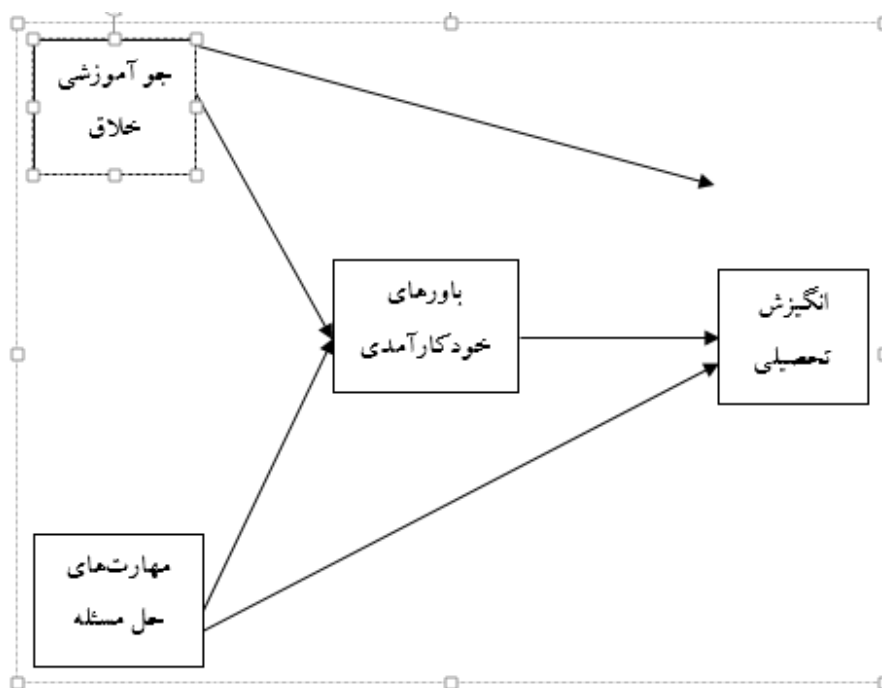 جو آموزشی
خلاق
باورهای
خودکارآمدی
انگیزش
تحصیلی
مهارت‌های
حل مسئله